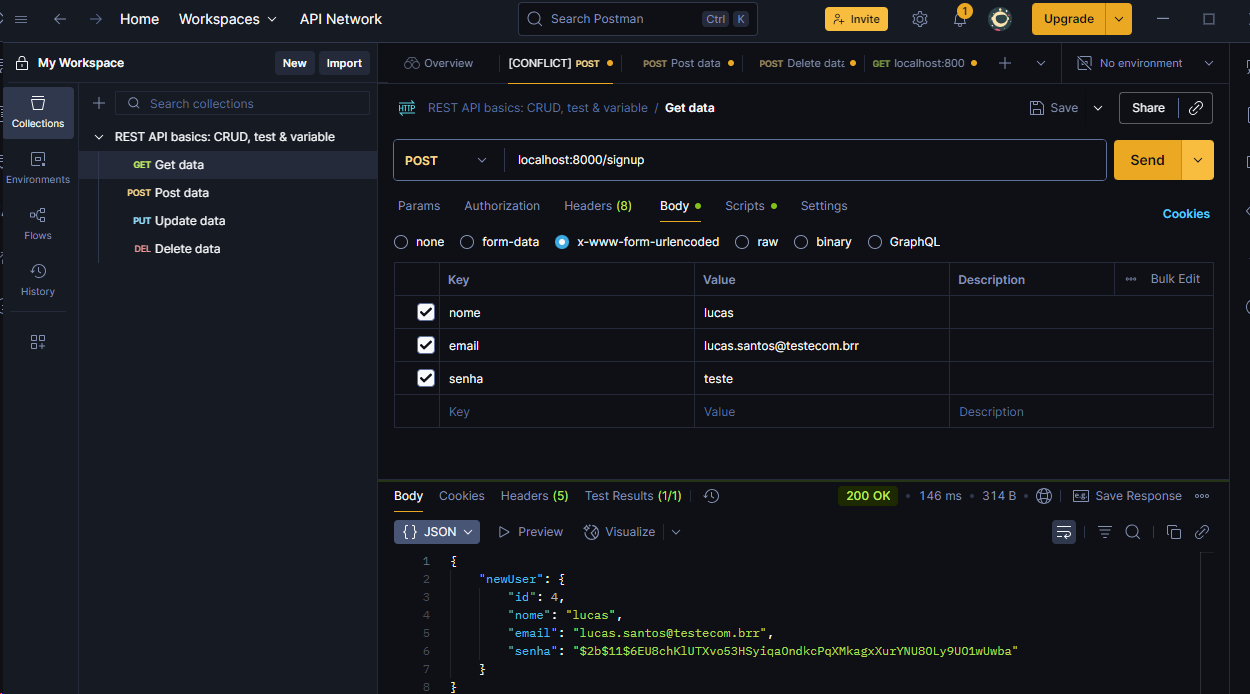 Home Workspaces API Network Search Postman Ctrl K Invite 1 Upgrade
My Workspace New Import Overview [CONFLICT] POST POST Post data POST Delete data GET localhost:800 No environment
Search collections REST API basics: CRUD, test & variable / Get data Save Share
Collections
REST API basics: CRUD, test & variable
GET Get data POST localhost:8000/signup Send
Environments
POST Post data
PUT Update data Params Authorization Headers (8) Body Scripts Settings Cookies
Flows
DEL Delete data none form-data x-www-form-urlencoded raw binary GraphQL
History
Key Value Description Bulk Edit
nome lucas
email lucas.santos@testecom.brr
senha teste
Key Value Description
Body Cookies Headers (5) Test Results (1/1) 200 OK 146 ms 314 B e.g. Save Response
{} JSON Preview Visualize
1 {
2 "newUser": {
3 "id": 4,
4 "nome": "lucas",
5 "email": "lucas.santos@testecom.brr",
6 "senha": "$2b$11$6EU8chKlUTXvo53HSyiqaOndkcPqXMkagxXurYNU8OLy9UO1wUwba"
7 }
8 }